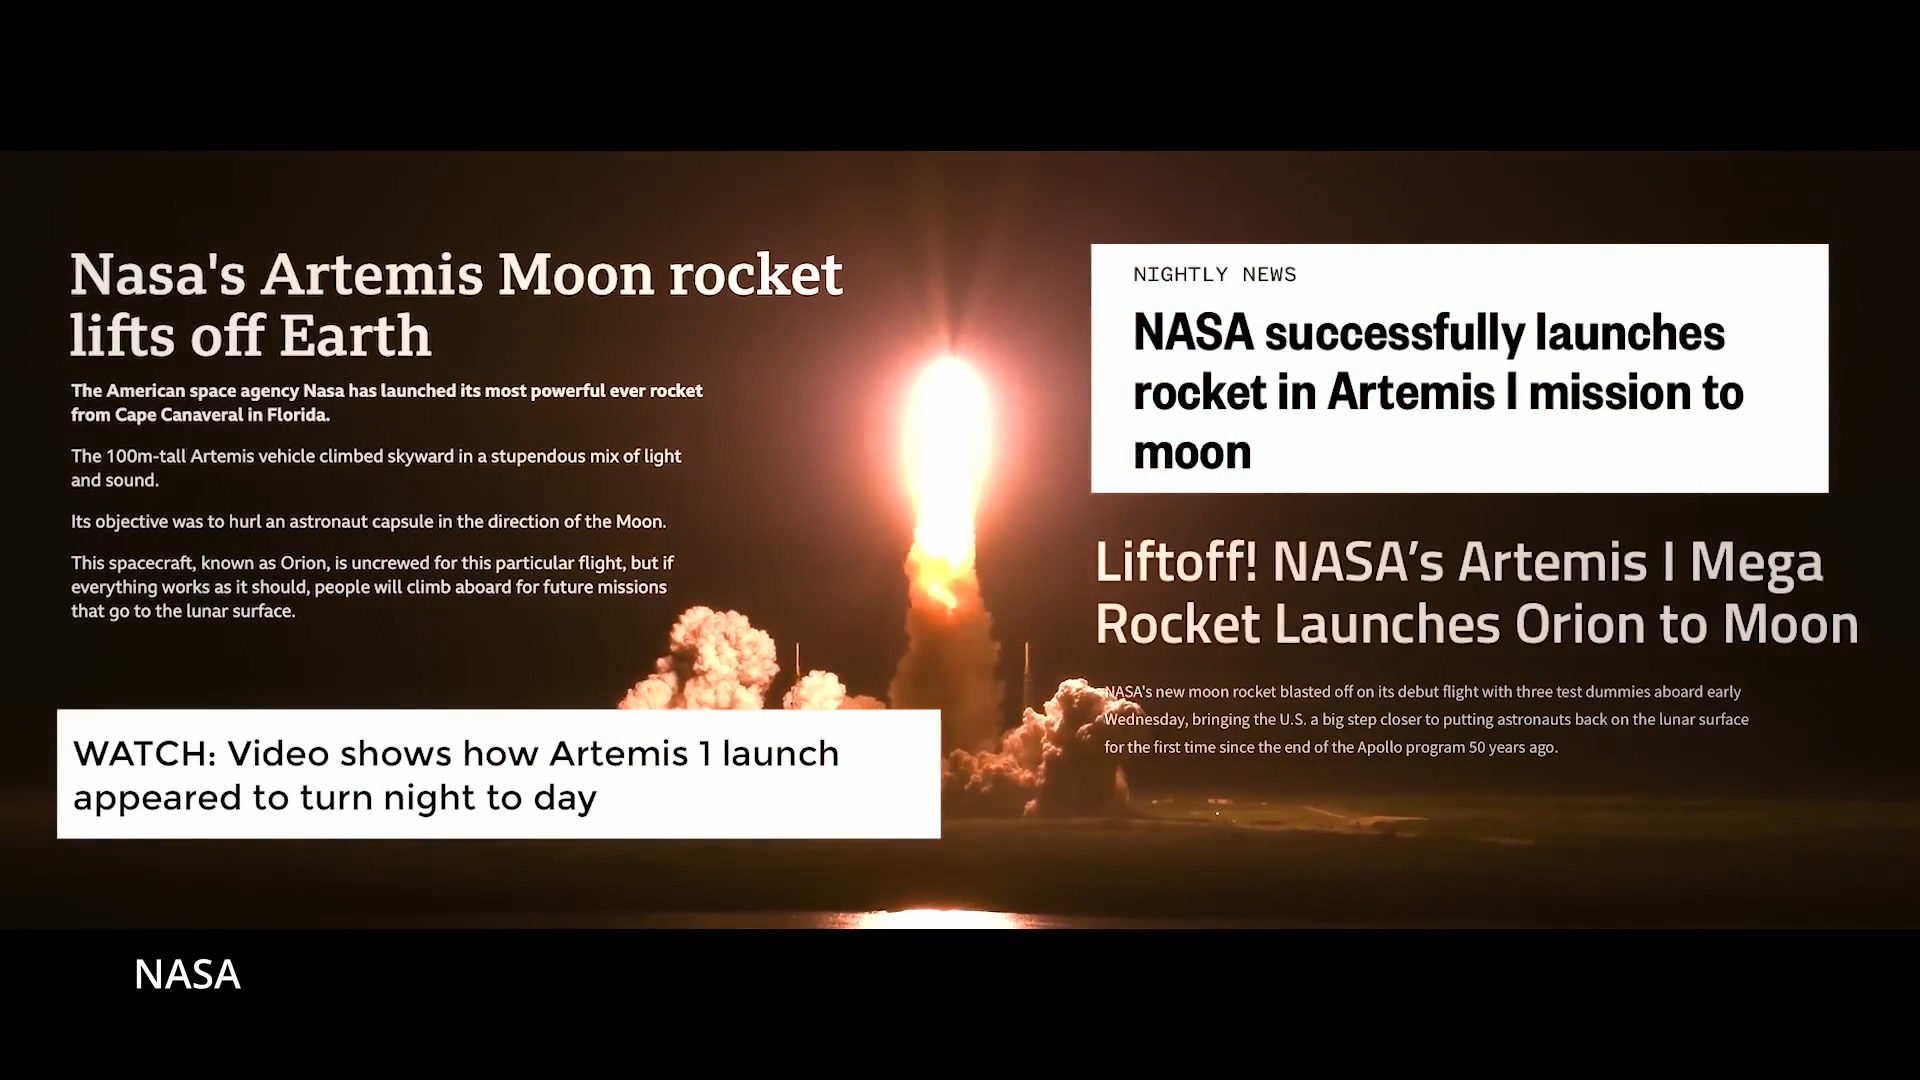 Nasa's Artemis Moon rocket
lifts off Earth
The American space agency Nasa has launched its most powerful ever rocket
from Cape Canaveral in Florida.
The 100m-tall Artemis vehicle climbed skyward in a stupendous mix of light
and sound.
Its objective was to hurl an astronaut capsule in the direction of the Moon.
This spacecraft, known as Orion, is uncrewed for this particular flight, but if
everything works as it should, people will climb aboard for future missions
that go to the lunar surface.
WATCH: Video shows how Artemis 1 launch
appeared to turn night to day
NIGHTLY NEWS
NASA successfully launches
rocket in Artemis I mission to
moon
Liftoff! NASA’s Artemis I Mega
Rocket Launches Orion to Moon
NASA's new moon rocket blasted off on its debut flight with three test dummies aboard early
Wednesday, bringing the U.S. a big step closer to putting astronauts back on the lunar surface
for the first time since the end of the Apollo program 50 years ago.
NASA